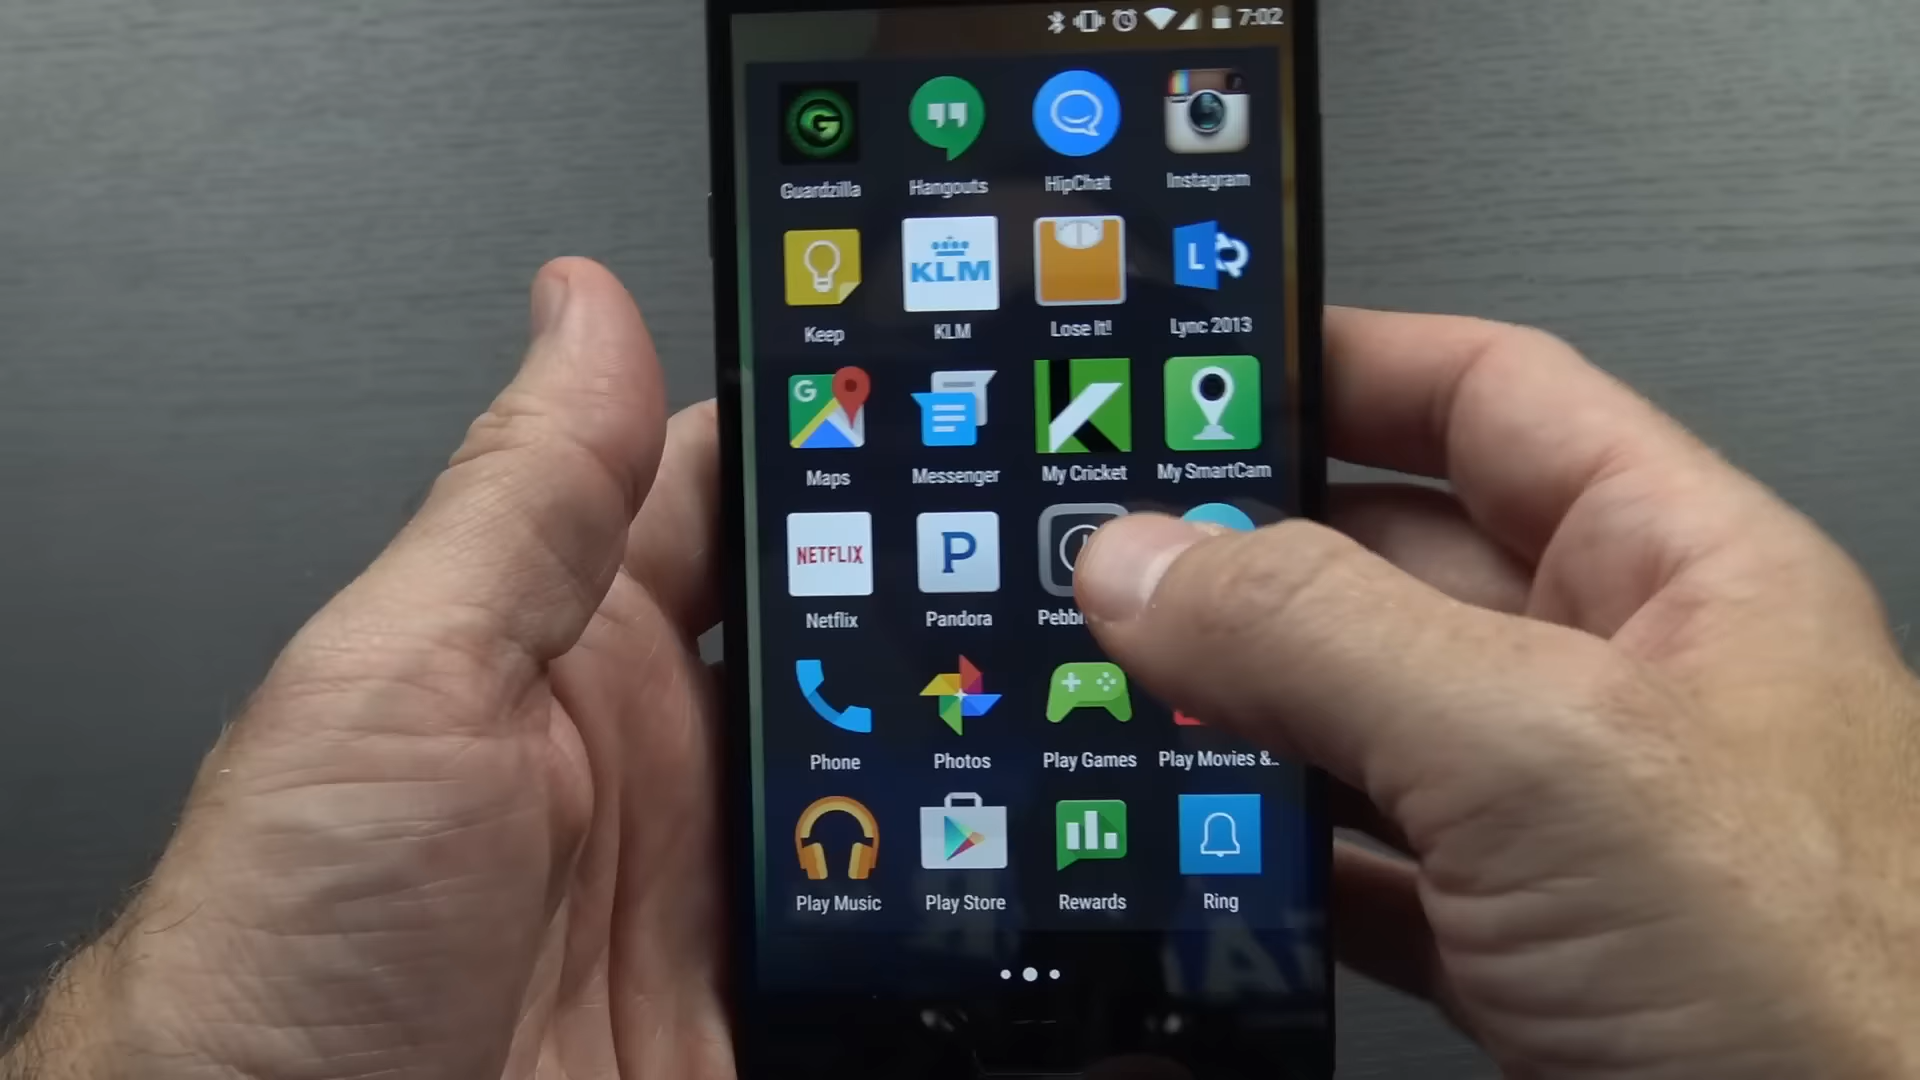 7:02
G
Guardzilla
Hangouts
HipChat
Instagram
KLM
L
Keep
KLM
Lose It!
Lync 2013
G
Maps
Messenger
My Cricket
My SmartCam
NETFLIX
P
Netflix
Pandora
Phone
Photos
Play Games
Play Movies &..
Play Music
Play Store
Rewards
Ring